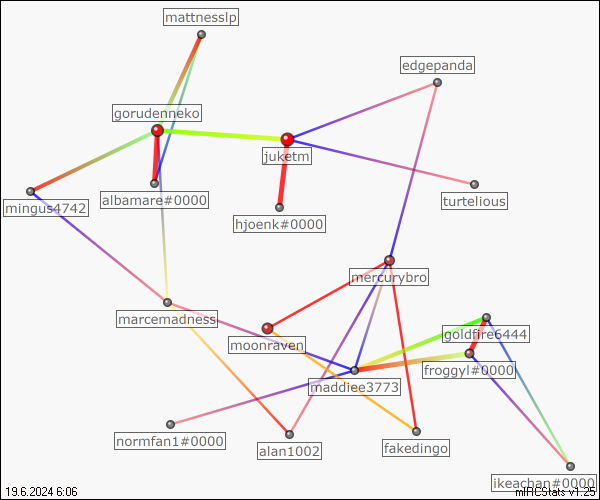 mattnesslp
edgepanda
gorudenneko
juketm
albamare#0000
turtelious
mingus4742
hjoenk#0000
mercurybro
marcemadness
goldfire6444
moonraven
froggyl#0000
maddiee3773
normfan1#0000
alan1002
fakedingo
ikeachan#0000
19.6.2024 6:06
mIRCStats v1.25